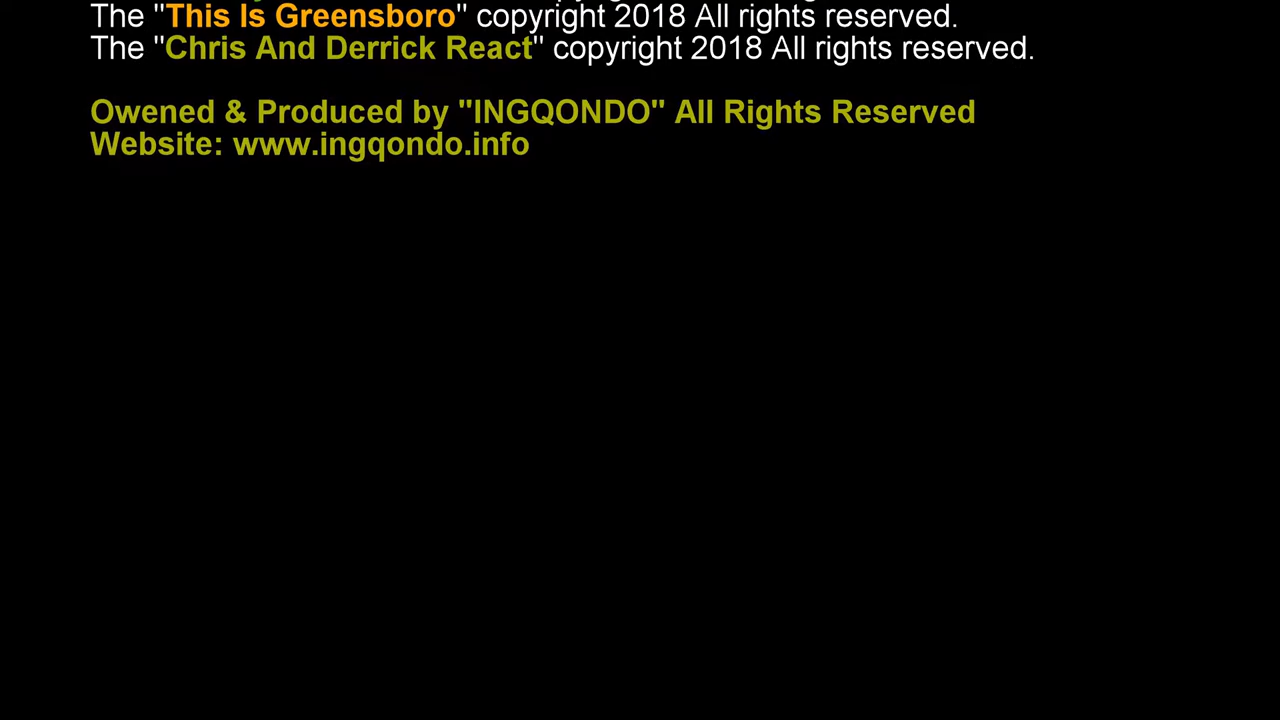 The "This Is Greensboro" copyright 2018 All rights reserved.
The "Chris And Derrick React" copyright 2018 All rights reserved.
Owened & Produced by "INGQONDO" All Rights Reserved
Website: www.ingqondo.info